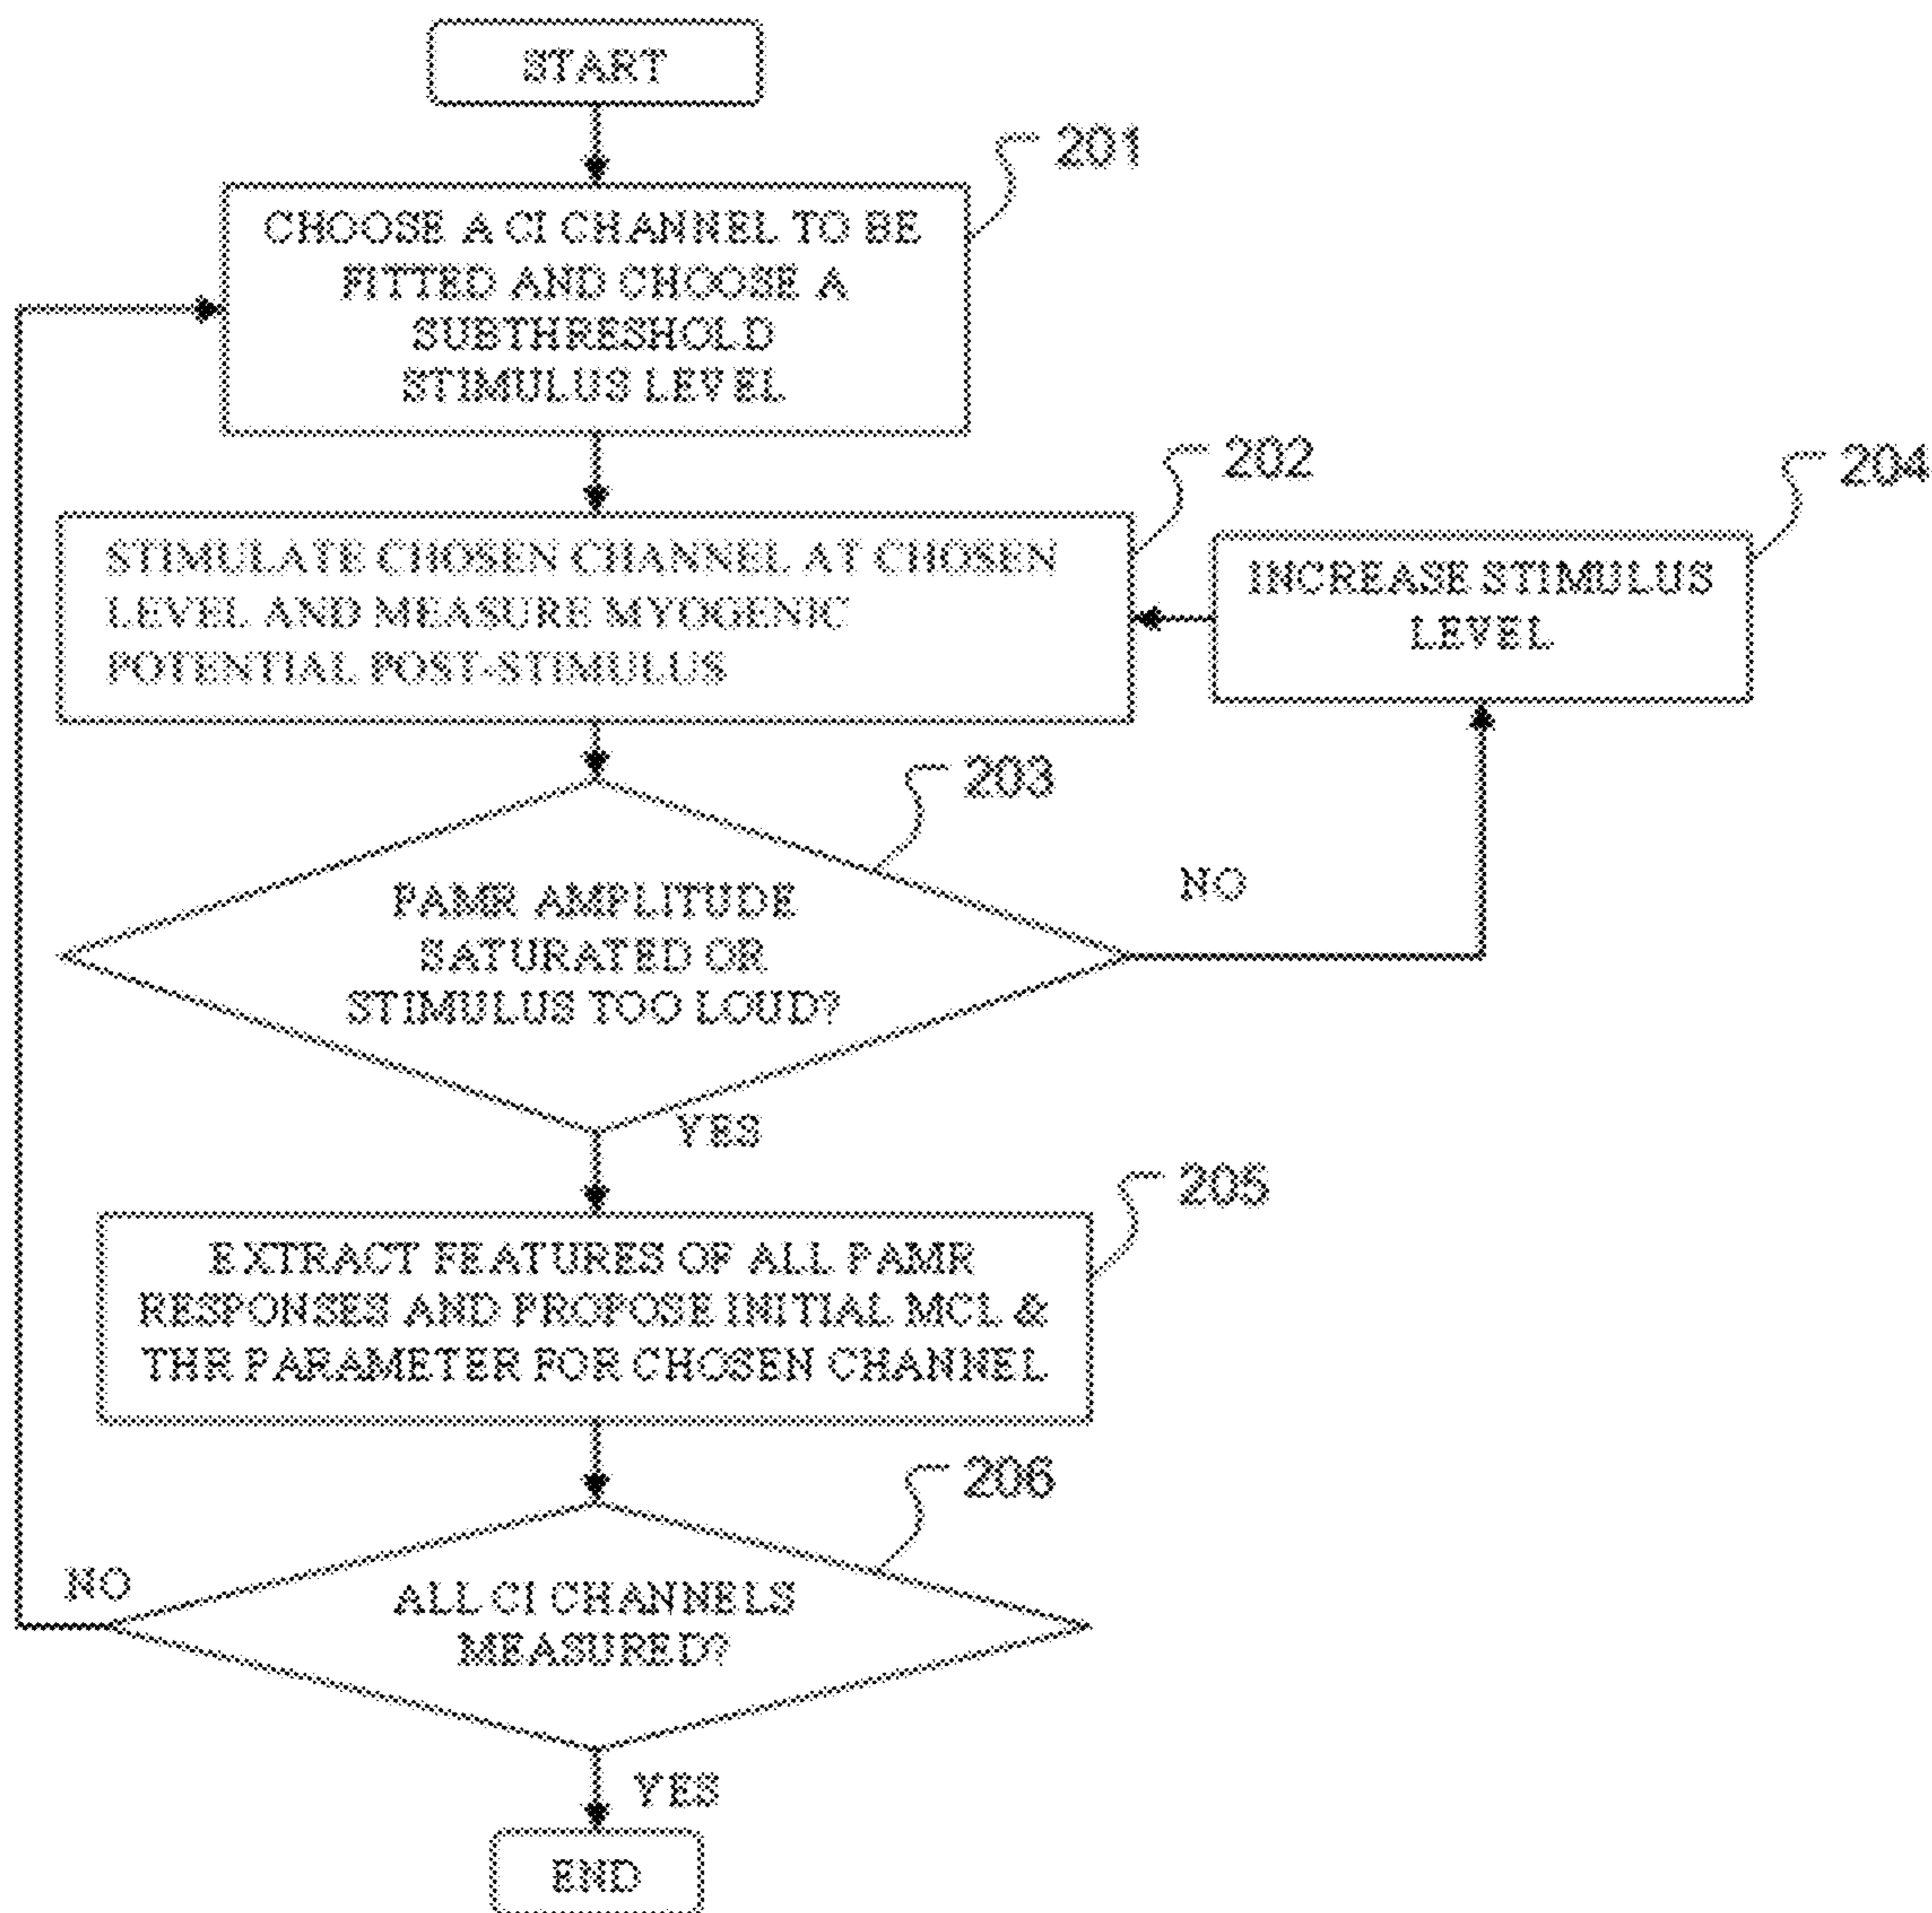 START
201
CHOOSE A CI CHANNEL TO BE
FITTED AND CHOOSE A
SUBTHRESHOLD
STIMULUS LEVEL
202
204
STIMULATE CHOSEN CHANNEL AT CHOSEN
LEVEL AND MEASURE MYOGENIC
POTENTIAL POST-STIMULUS
INCREASE STIMULUS
LEVEL
203
NO
PAMR AMPLITUDE
SATURATED OR
STIMULUS TOO LOUD?
YES
205
EXTRACT FEATURES OF ALL PAMR
RESPONSES AND PROPOSE INITIAL MCL &
THR PARAMETER FOR CHOSEN CHANNEL
206
NO
ALL CI CHANNELS
MEASURED?
YES
END